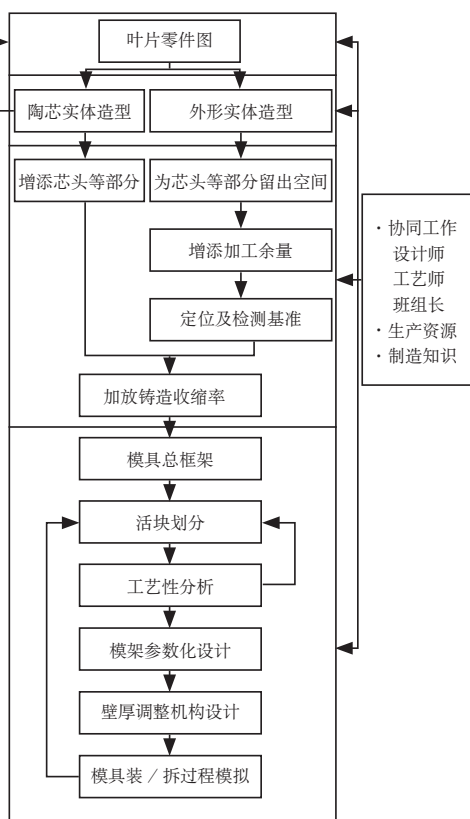 叶片零件图
陶芯实体造型
外形实体造型
增添芯头等部分
为芯头等部分留出空间
增添加工余量
定位及检测基准
加放铸造收缩率
模具总框架
活块划分
工艺性分析
模架参数化设计
壁厚调整机构设计
模具装 / 拆过程模拟
· 协同工作
设计师
工艺师
班组长
· 生产资源
· 制造知识